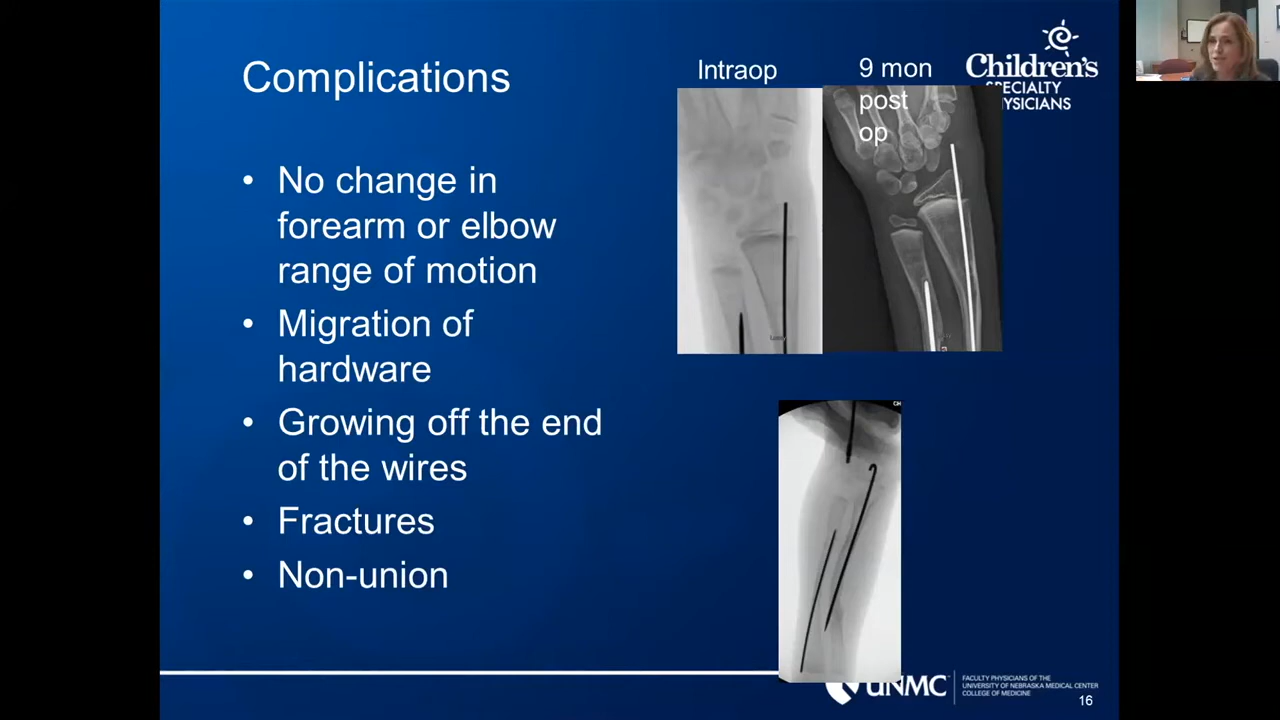 Complications
Intraop
9 mon
post
op
Children's
SPECIALTY
PHYSICIANS
• No change in
forearm or elbow
range of motion
• Migration of
hardware
• Growing off the end
of the wires
• Fractures
• Non-union
UNMC
FACULTY PHYSICIANS OF THE
UNIVERSITY OF NEBRASKA MEDICAL CENTER
COLLEGE OF MEDICINE
16